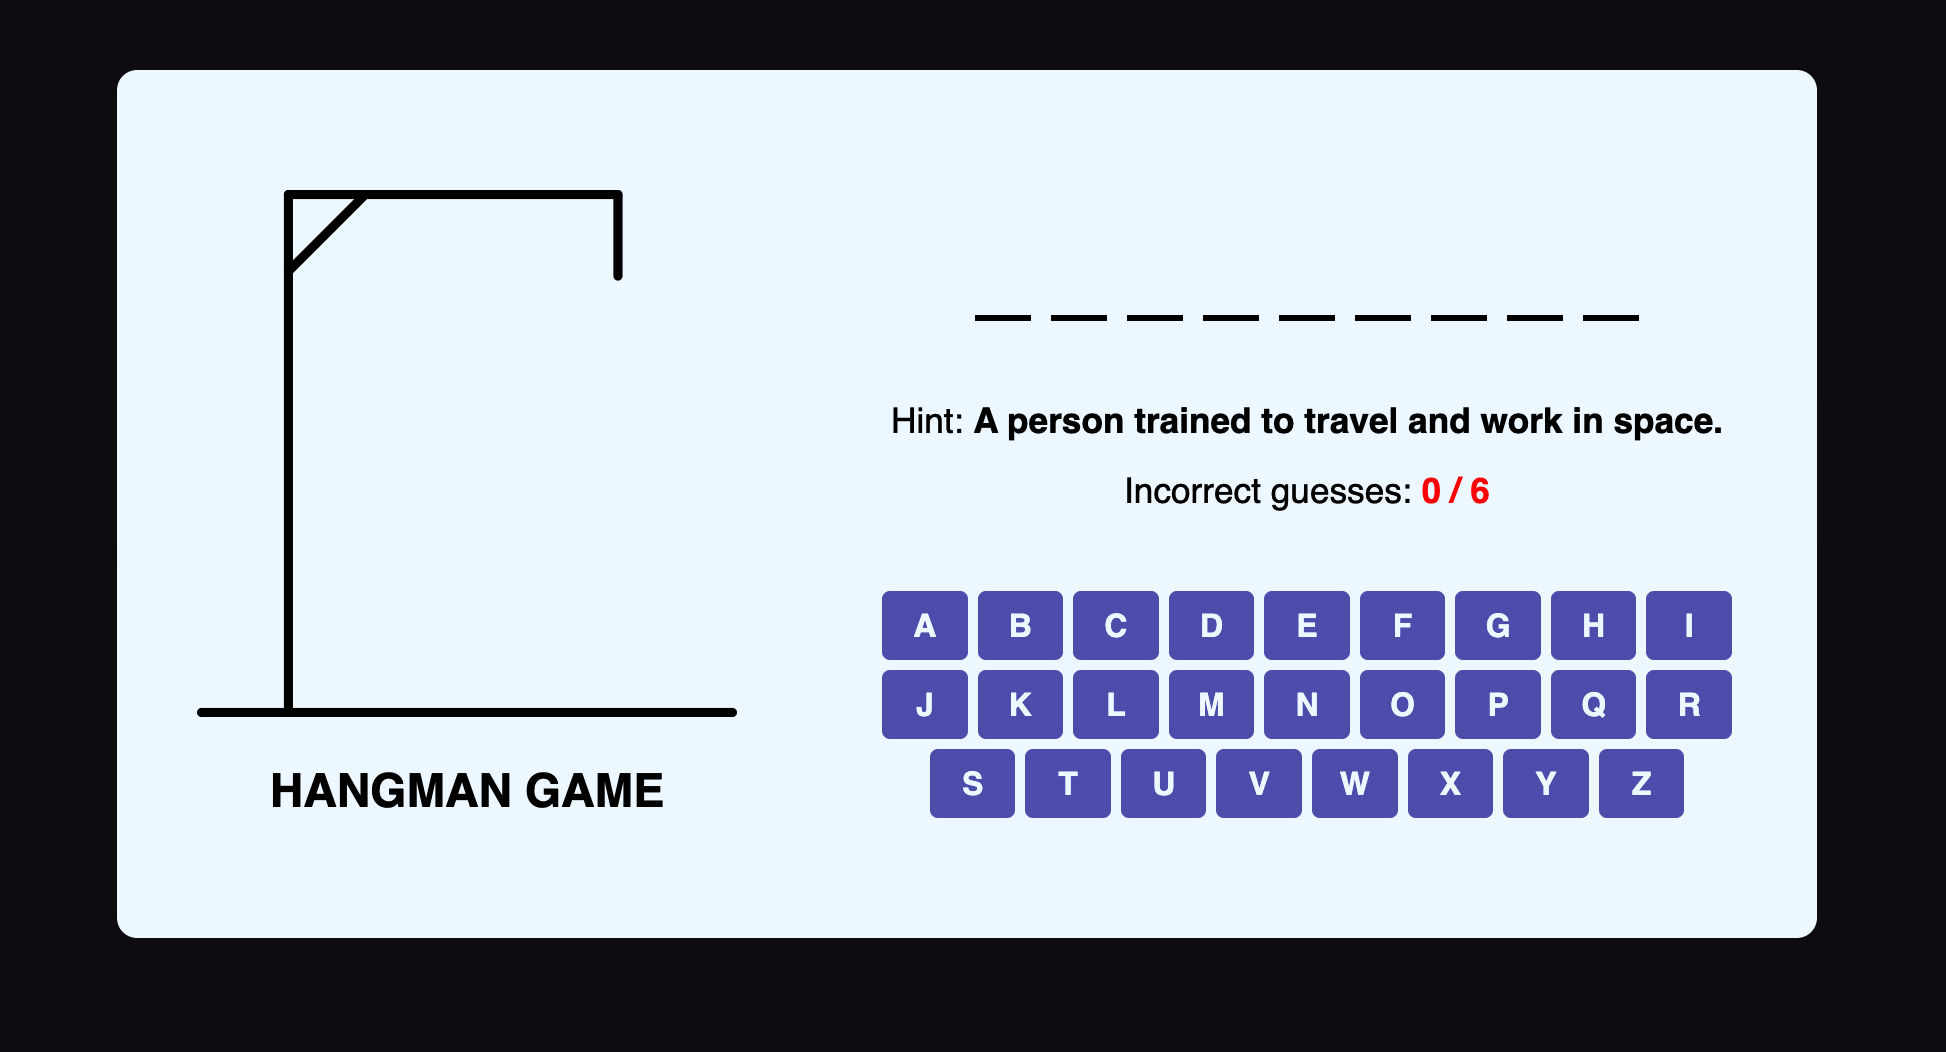 Hint: A person trained to travel and work in space.
Incorrect guesses: 0 / 6
A B C D E F G H I
J K L M N O P Q R
S T U V W X Y Z
HANGMAN GAME